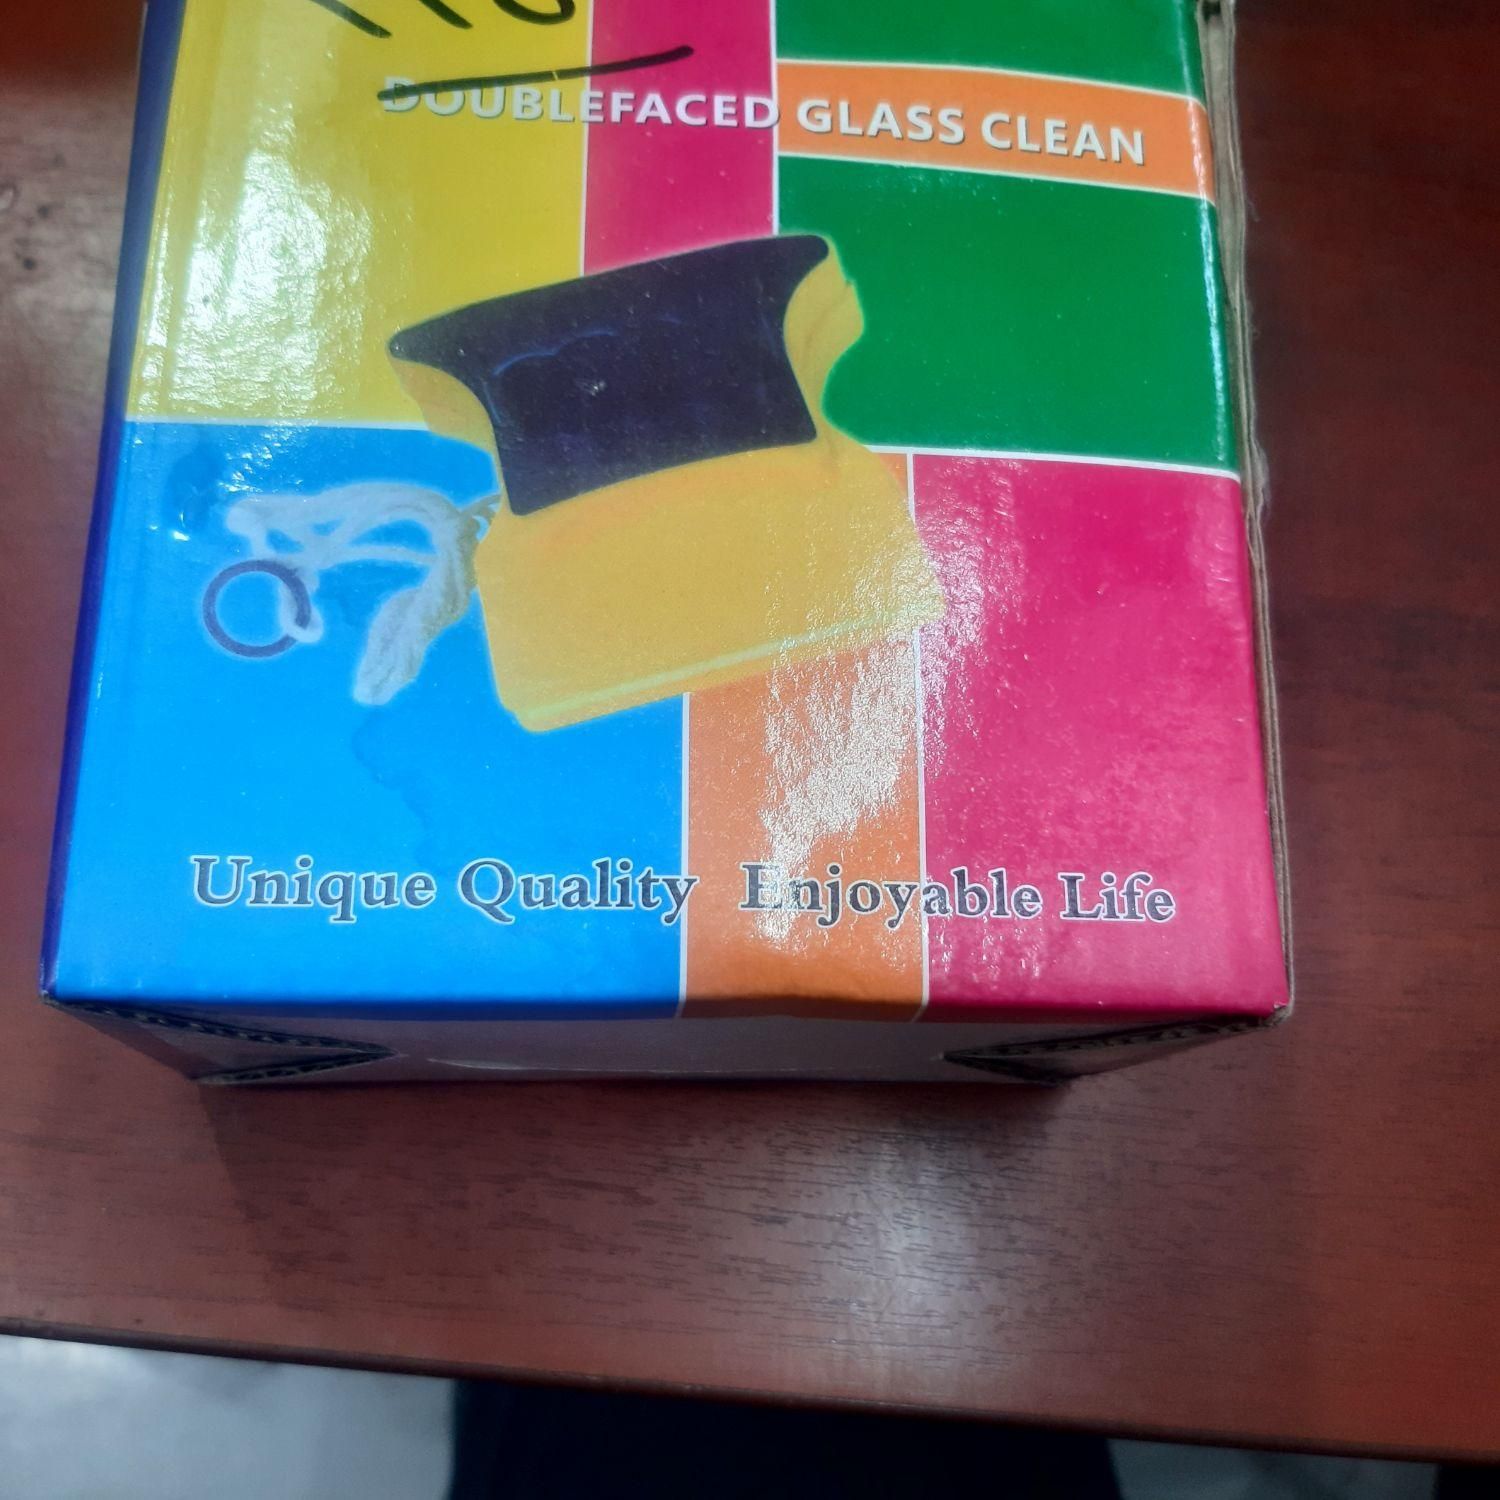 DOUBLEFACED GLASS CLEAN
Unique Quality Enjoyable Life